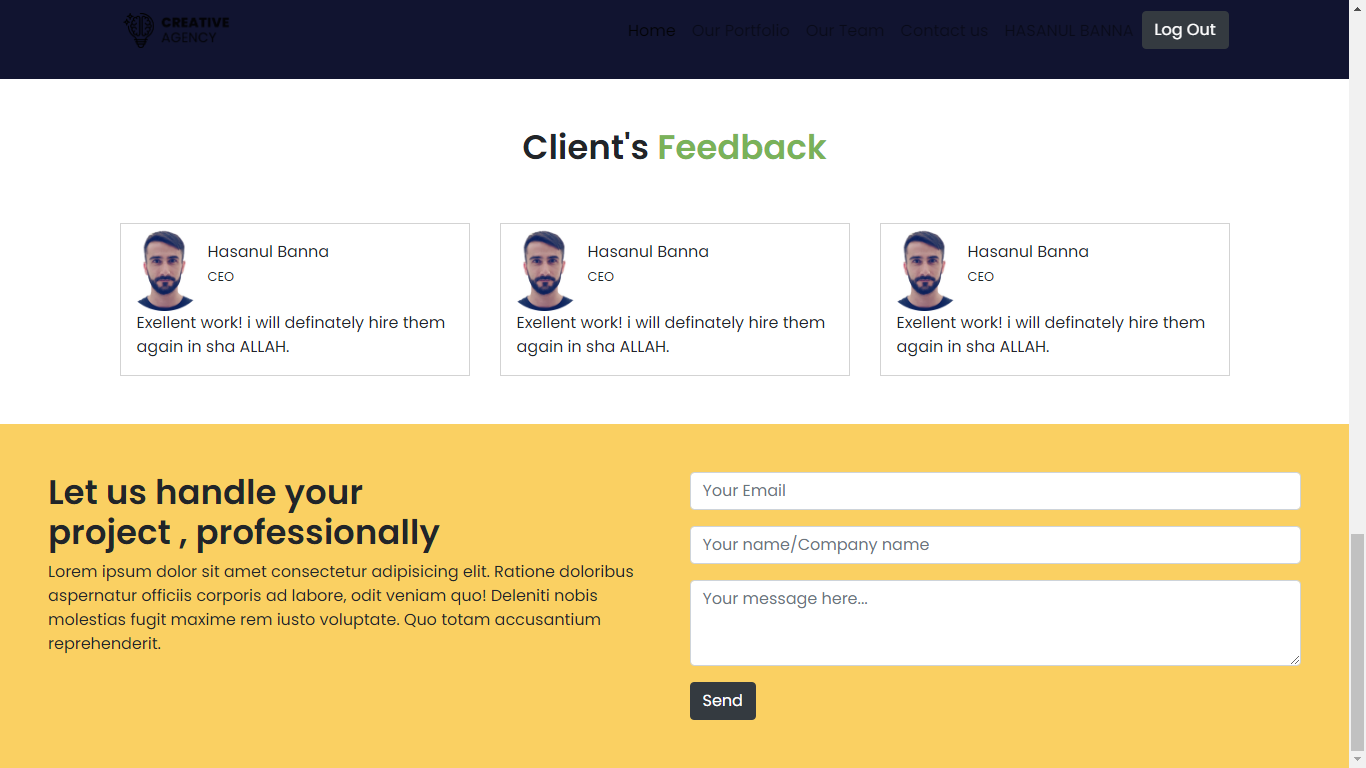 CREATIVE
AGENCY
Home Our Portfolio Our Team Contact us HASANUL BANNA Log Out
Client's Feedback
Hasanul Banna
CEO
Exellent work! i will definately hire them
again in sha ALLAH.
Hasanul Banna
CEO
Exellent work! i will definately hire them
again in sha ALLAH.
Hasanul Banna
CEO
Exellent work! i will definately hire them
again in sha ALLAH.
Let us handle your
project , professionally
Lorem ipsum dolor sit amet consectetur adipisicing elit. Ratione doloribus
aspernatur officiis corporis ad labore, odit veniam quo! Deleniti nobis
molestias fugit maxime rem iusto voluptate. Quo totam accusantium
reprehenderit.
Your Email
Your name/Company name
Your message here...
Send